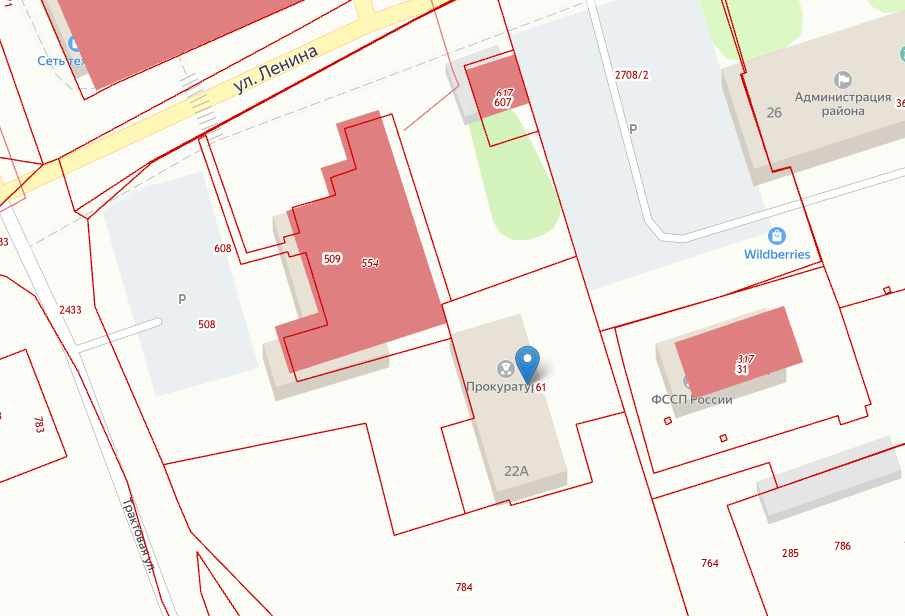 ул. Ленина
Сеть тех
2708/2
617
607
P
26
Администрация
района
36
33
608
509
554
Wildberries
P
2433
508
317
31
ФССП России
Прокурату
61
783
22А
Трактовая ул.
784
764
285
786